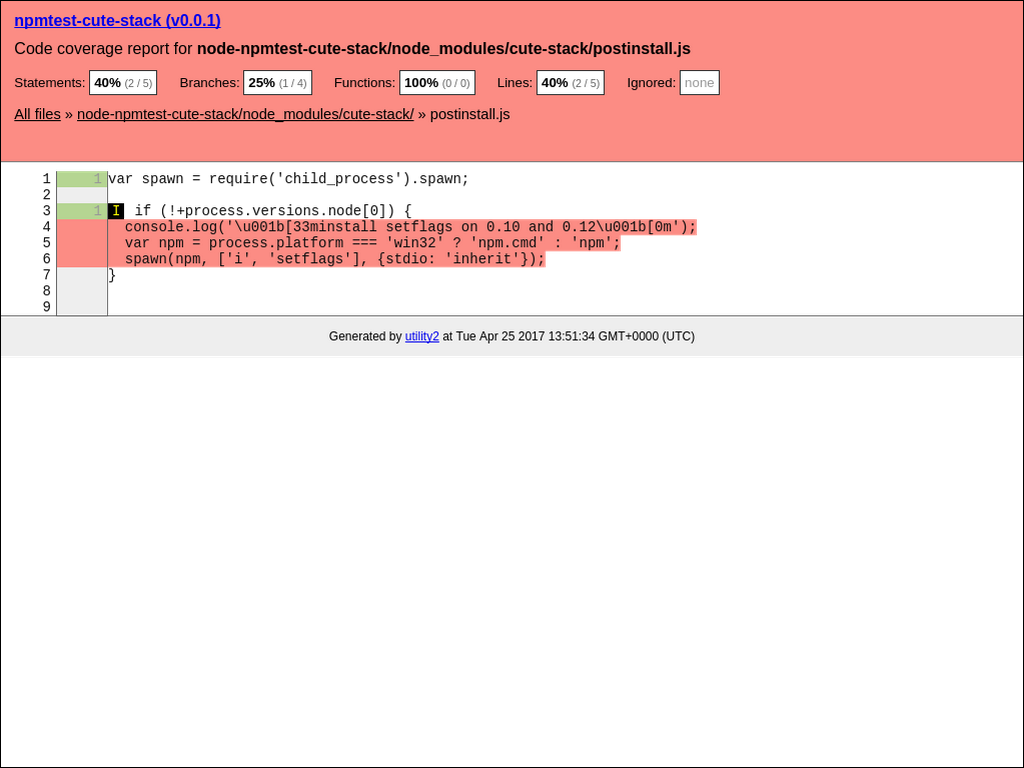 npmtest-cute-stack (v0.0.1)
Code coverage report for node-npmtest-cute-stack/node_modules/cute-stack/postinstall.js
Statements: 40% (2 / 5) Branches: 25% (1 / 4) Functions: 100% (0 / 0) Lines: 40% (2 / 5) Ignored: none
All files » node-npmtest-cute-stack/node_modules/cute-stack/ » postinstall.js
1 1 var spawn = require('child_process').spawn;
2
3 1 I if (!+process.versions.node[0]) {
4 console.log('\u001b[33minstall setflags on 0.10 and 0.12\u001b[0m');
5 var npm = process.platform === 'win32' ? 'npm.cmd' : 'npm';
6 spawn(npm, ['i', 'setflags'], {stdio: 'inherit'});
7 }
8
9
Generated by utility2 at Tue Apr 25 2017 13:51:34 GMT+0000 (UTC)